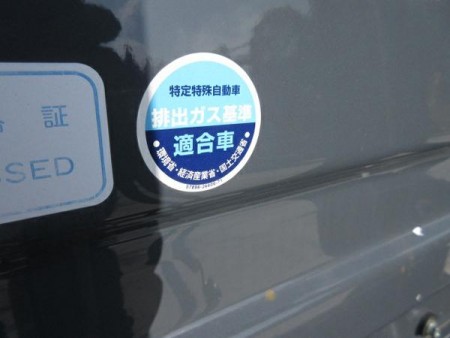 特定特殊自動車
排出ガス基準
適合車
環境省・経済産業省・国土交通省
証
SSED